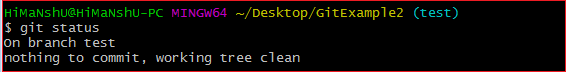 HiMaNshU@HiMaNshU-PC MINGW64 ~/Desktop/GitExample2 (test)
$ git status
On branch test
nothing to commit, working tree clean